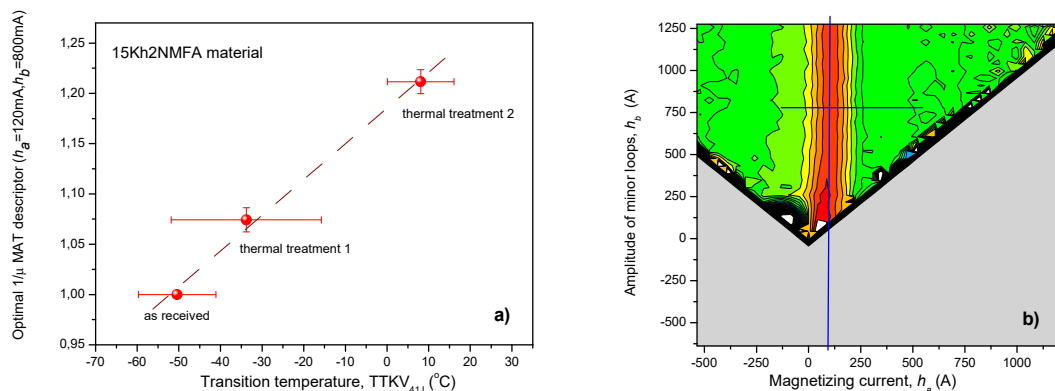 15Kh2NMFA material
Optimal 1/μ MAT descriptor (hₐ=120mA,h_b=800mA)
1,25
1,20
1,15
1,10
1,05
1,00
0,95
thermal treatment 2
thermal treatment 1
as received
a)
-70 -60 -50 -40 -30 -20 -10 0 10 20 30
Transition temperature, TTKV₄₁J (°C)
Amplitude of minor loops, h_b (A)
1250
1000
750
500
250
0
-250
-500
b)
-500 -250 0 250 500 750 1000
Magnetizing current, hₐ (A)